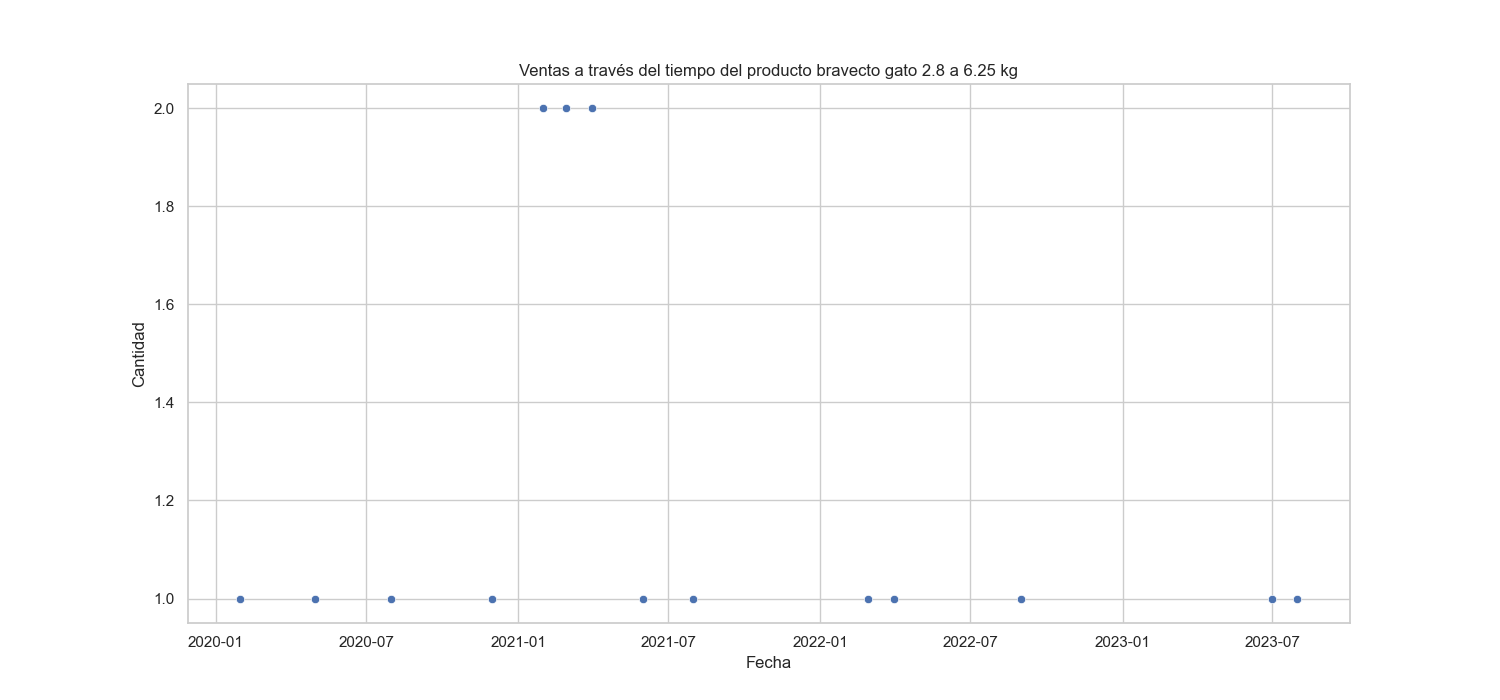 Ventas a través del tiempo del producto bravecto gato 2.8 a 6.25 kg
2.0
1.8
1.6
1.4
1.2
1.0
Cantidad
2020-01 2020-07 2021-01 2021-07 2022-01 2022-07 2023-01 2023-07
Fecha